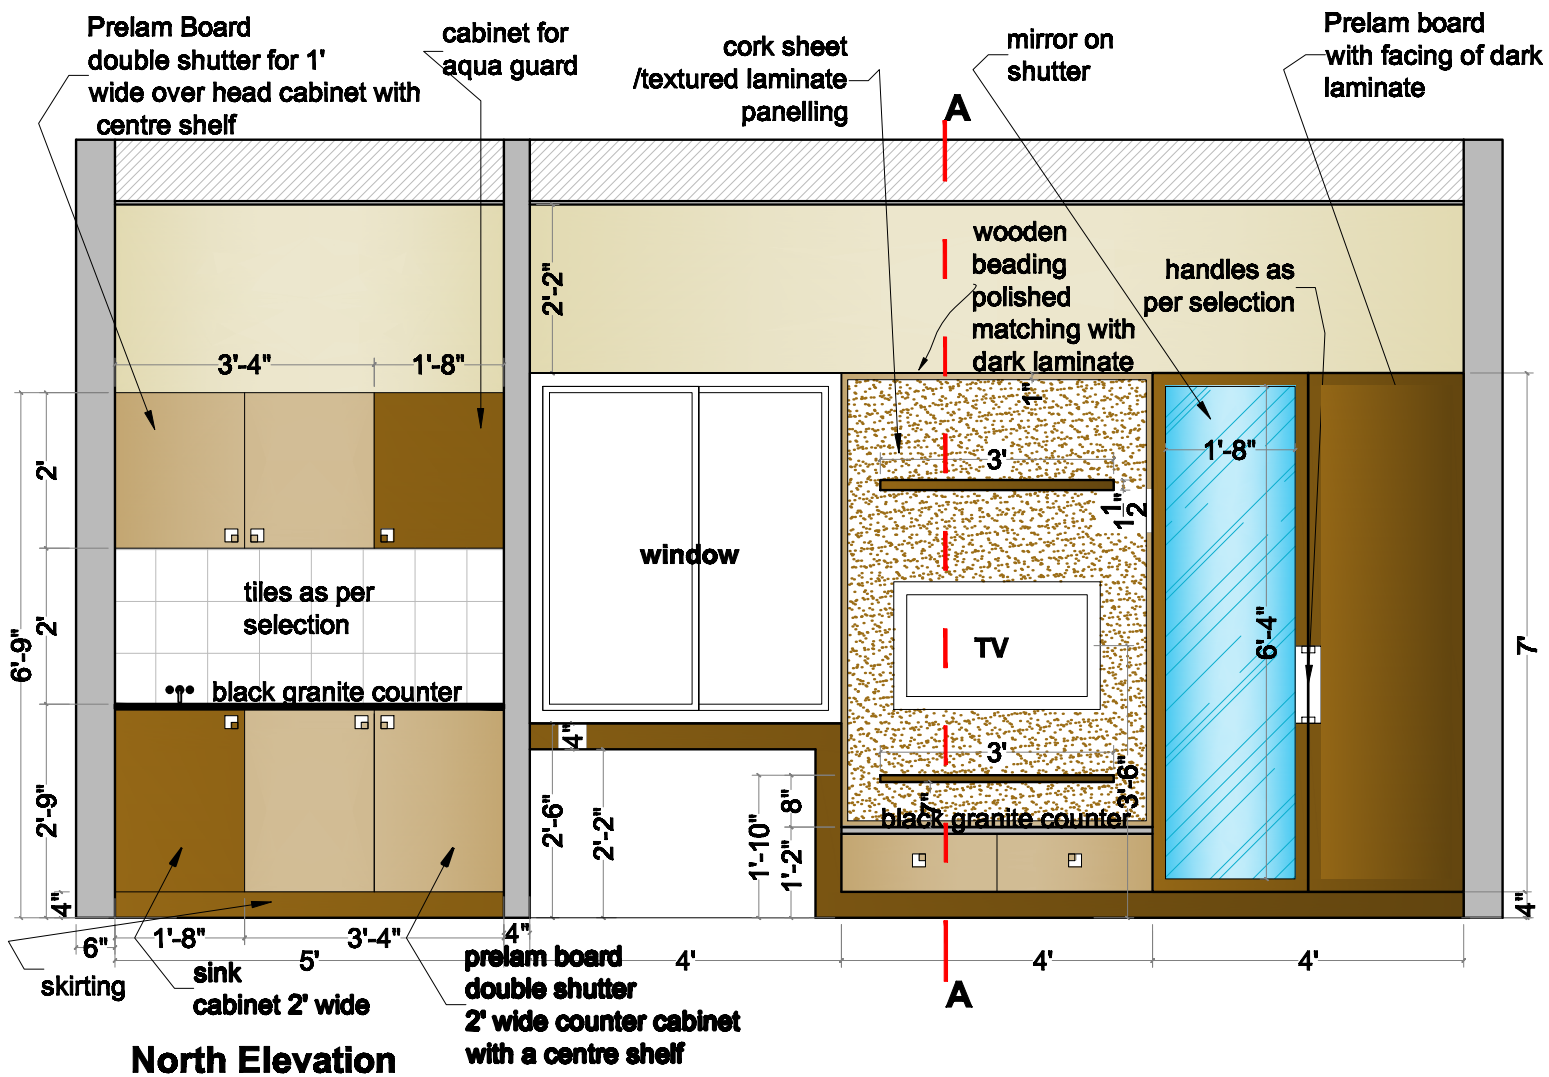 Prelam Board
double shutter for 1'
wide over head cabinet with
centre shelf
cabinet for
aqua guard
cork sheet
/textured laminate
panelling
A
mirror on
shutter
Prelam board
with facing of dark
laminate
wooden
beading
polished
matching with
dark laminate
handles as
per selection
2'-2"
3'-4"
1'-8"
1"
3'
1'-8"
1 1"
2
2'
window
tiles as per
selection
2'
6'-9"
TV
6'-4"
7'
black granite counter
4"
3'
3'-6"
7"
8"
black granite counter
2'-9"
2'-6"
2'-2"
1'-10"
1'-2"
4"
4"
6"
1'-8"
3'-4"
4"
5'
4'
4'
4'
skirting
sink
cabinet 2' wide
prelam board
double shutter
2' wide counter cabinet
with a centre shelf
A
North Elevation